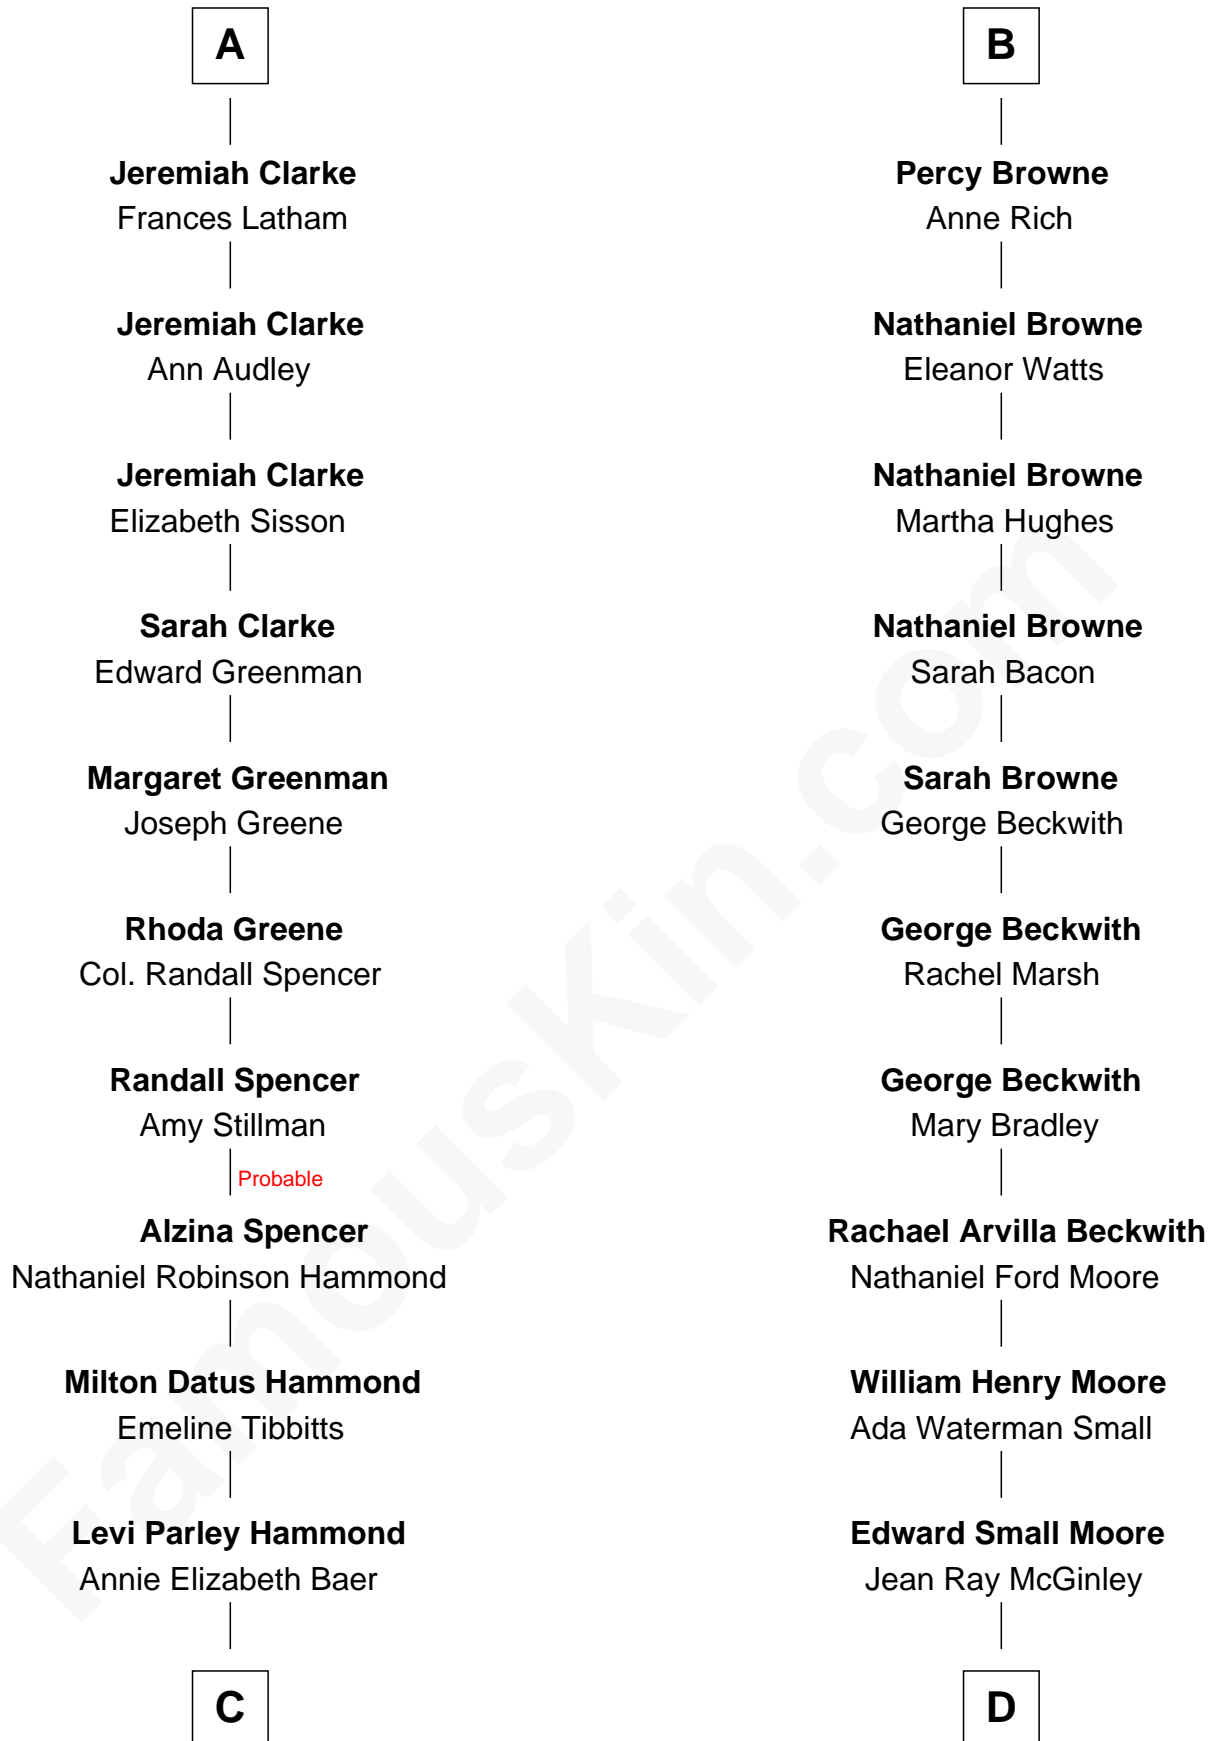 A
Jeremiah Clarke
Frances Latham
Jeremiah Clarke
Ann Audley
Jeremiah Clarke
Elizabeth Sisson
Sarah Clarke
Edward Greenman
Margaret Greenman
Joseph Greene
Rhoda Greene
Col. Randall Spencer
Randall Spencer
Amy Stillman
Probable
Alzina Spencer
Nathaniel Robinson Hammond
Milton Datus Hammond
Emeline Tibbitts
Levi Parley Hammond
Annie Elizabeth Baer
C
B
Percy Browne
Anne Rich
Nathaniel Browne
Eleanor Watts
Nathaniel Browne
Martha Hughes
Nathaniel Browne
Sarah Bacon
Sarah Browne
George Beckwith
George Beckwith
Rachel Marsh
George Beckwith
Mary Bradley
Rachael Arvilla Beckwith
Nathaniel Ford Moore
William Henry Moore
Ada Waterman Small
Edward Small Moore
Jean Ray McGinley
D
FamousKin.com